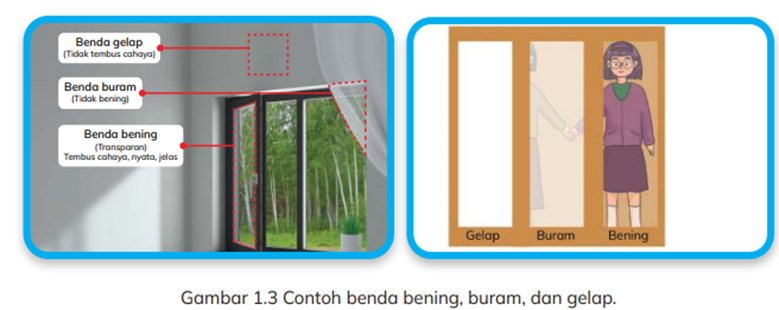 Benda gelap
(Tidak tembus cahaya)
Benda buram
(Tidak bening)
Benda bening
(Transparan)
Tembus cahaya, nyata, jelas
Gelap
Buram
Bening
Gambar 1.3 Contoh benda bening, buram, dan gelap.